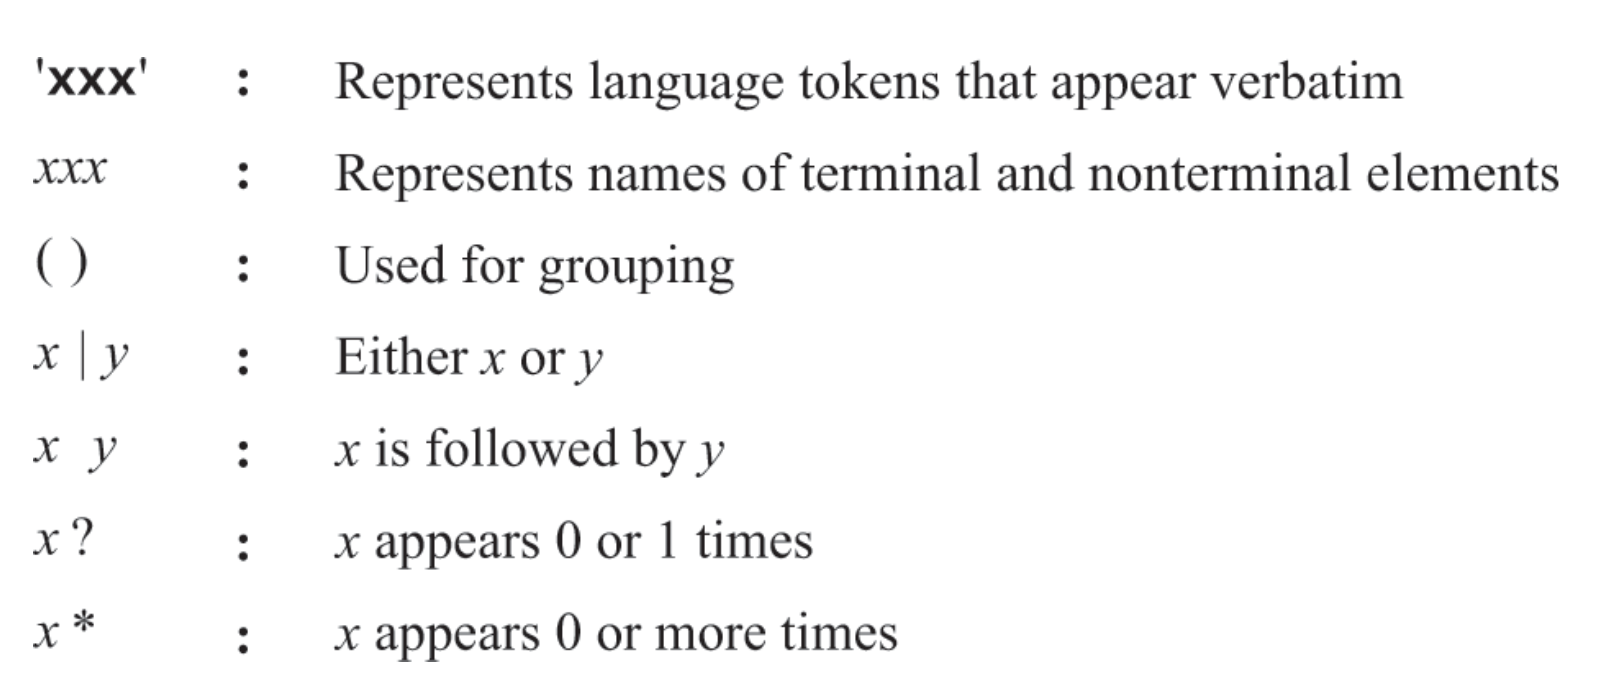 'xxx' : Represents language tokens that appear verbatim
xxx : Represents names of terminal and nonterminal elements
( ) : Used for grouping
x | y : Either x or y
x y : x is followed by y
x ? : x appears 0 or 1 times
x * : x appears 0 or more times